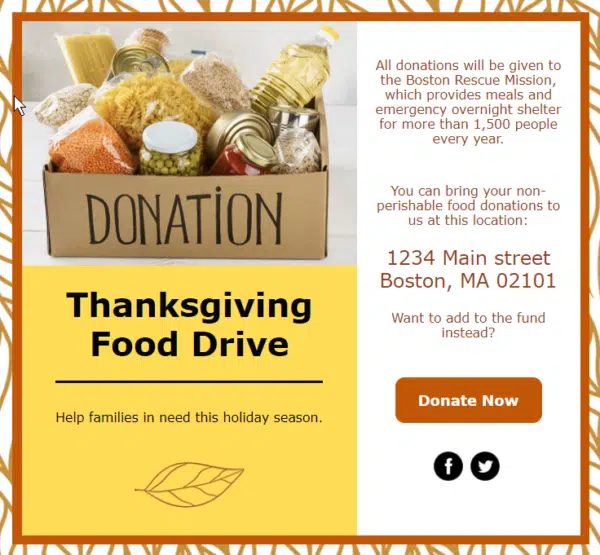 DONATION
Thanksgiving
Food Drive
Help families in need this holiday season.
All donations will be given to
the Boston Rescue Mission,
which provides meals and
emergency overnight shelter
for more than 1,500 people
every year.
You can bring your non-
perishable food donations to
us at this location:
1234 Main street
Boston, MA 02101
Want to add to the fund
instead?
Donate Now